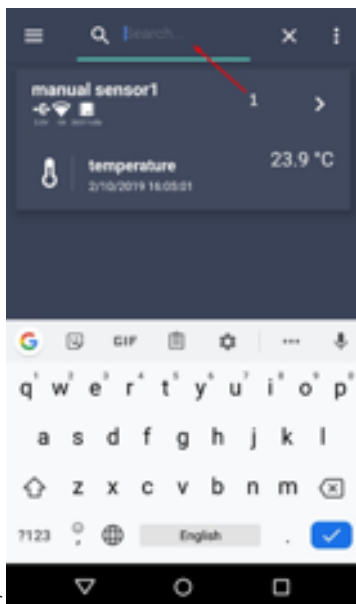 Search...
manual sensor1
1
temperature
23.9 °C
2/10/2019 16:05:01
GIF
q w e r t y u i o p
a s d f g h j k l
z x c v b n m
?123 , English .